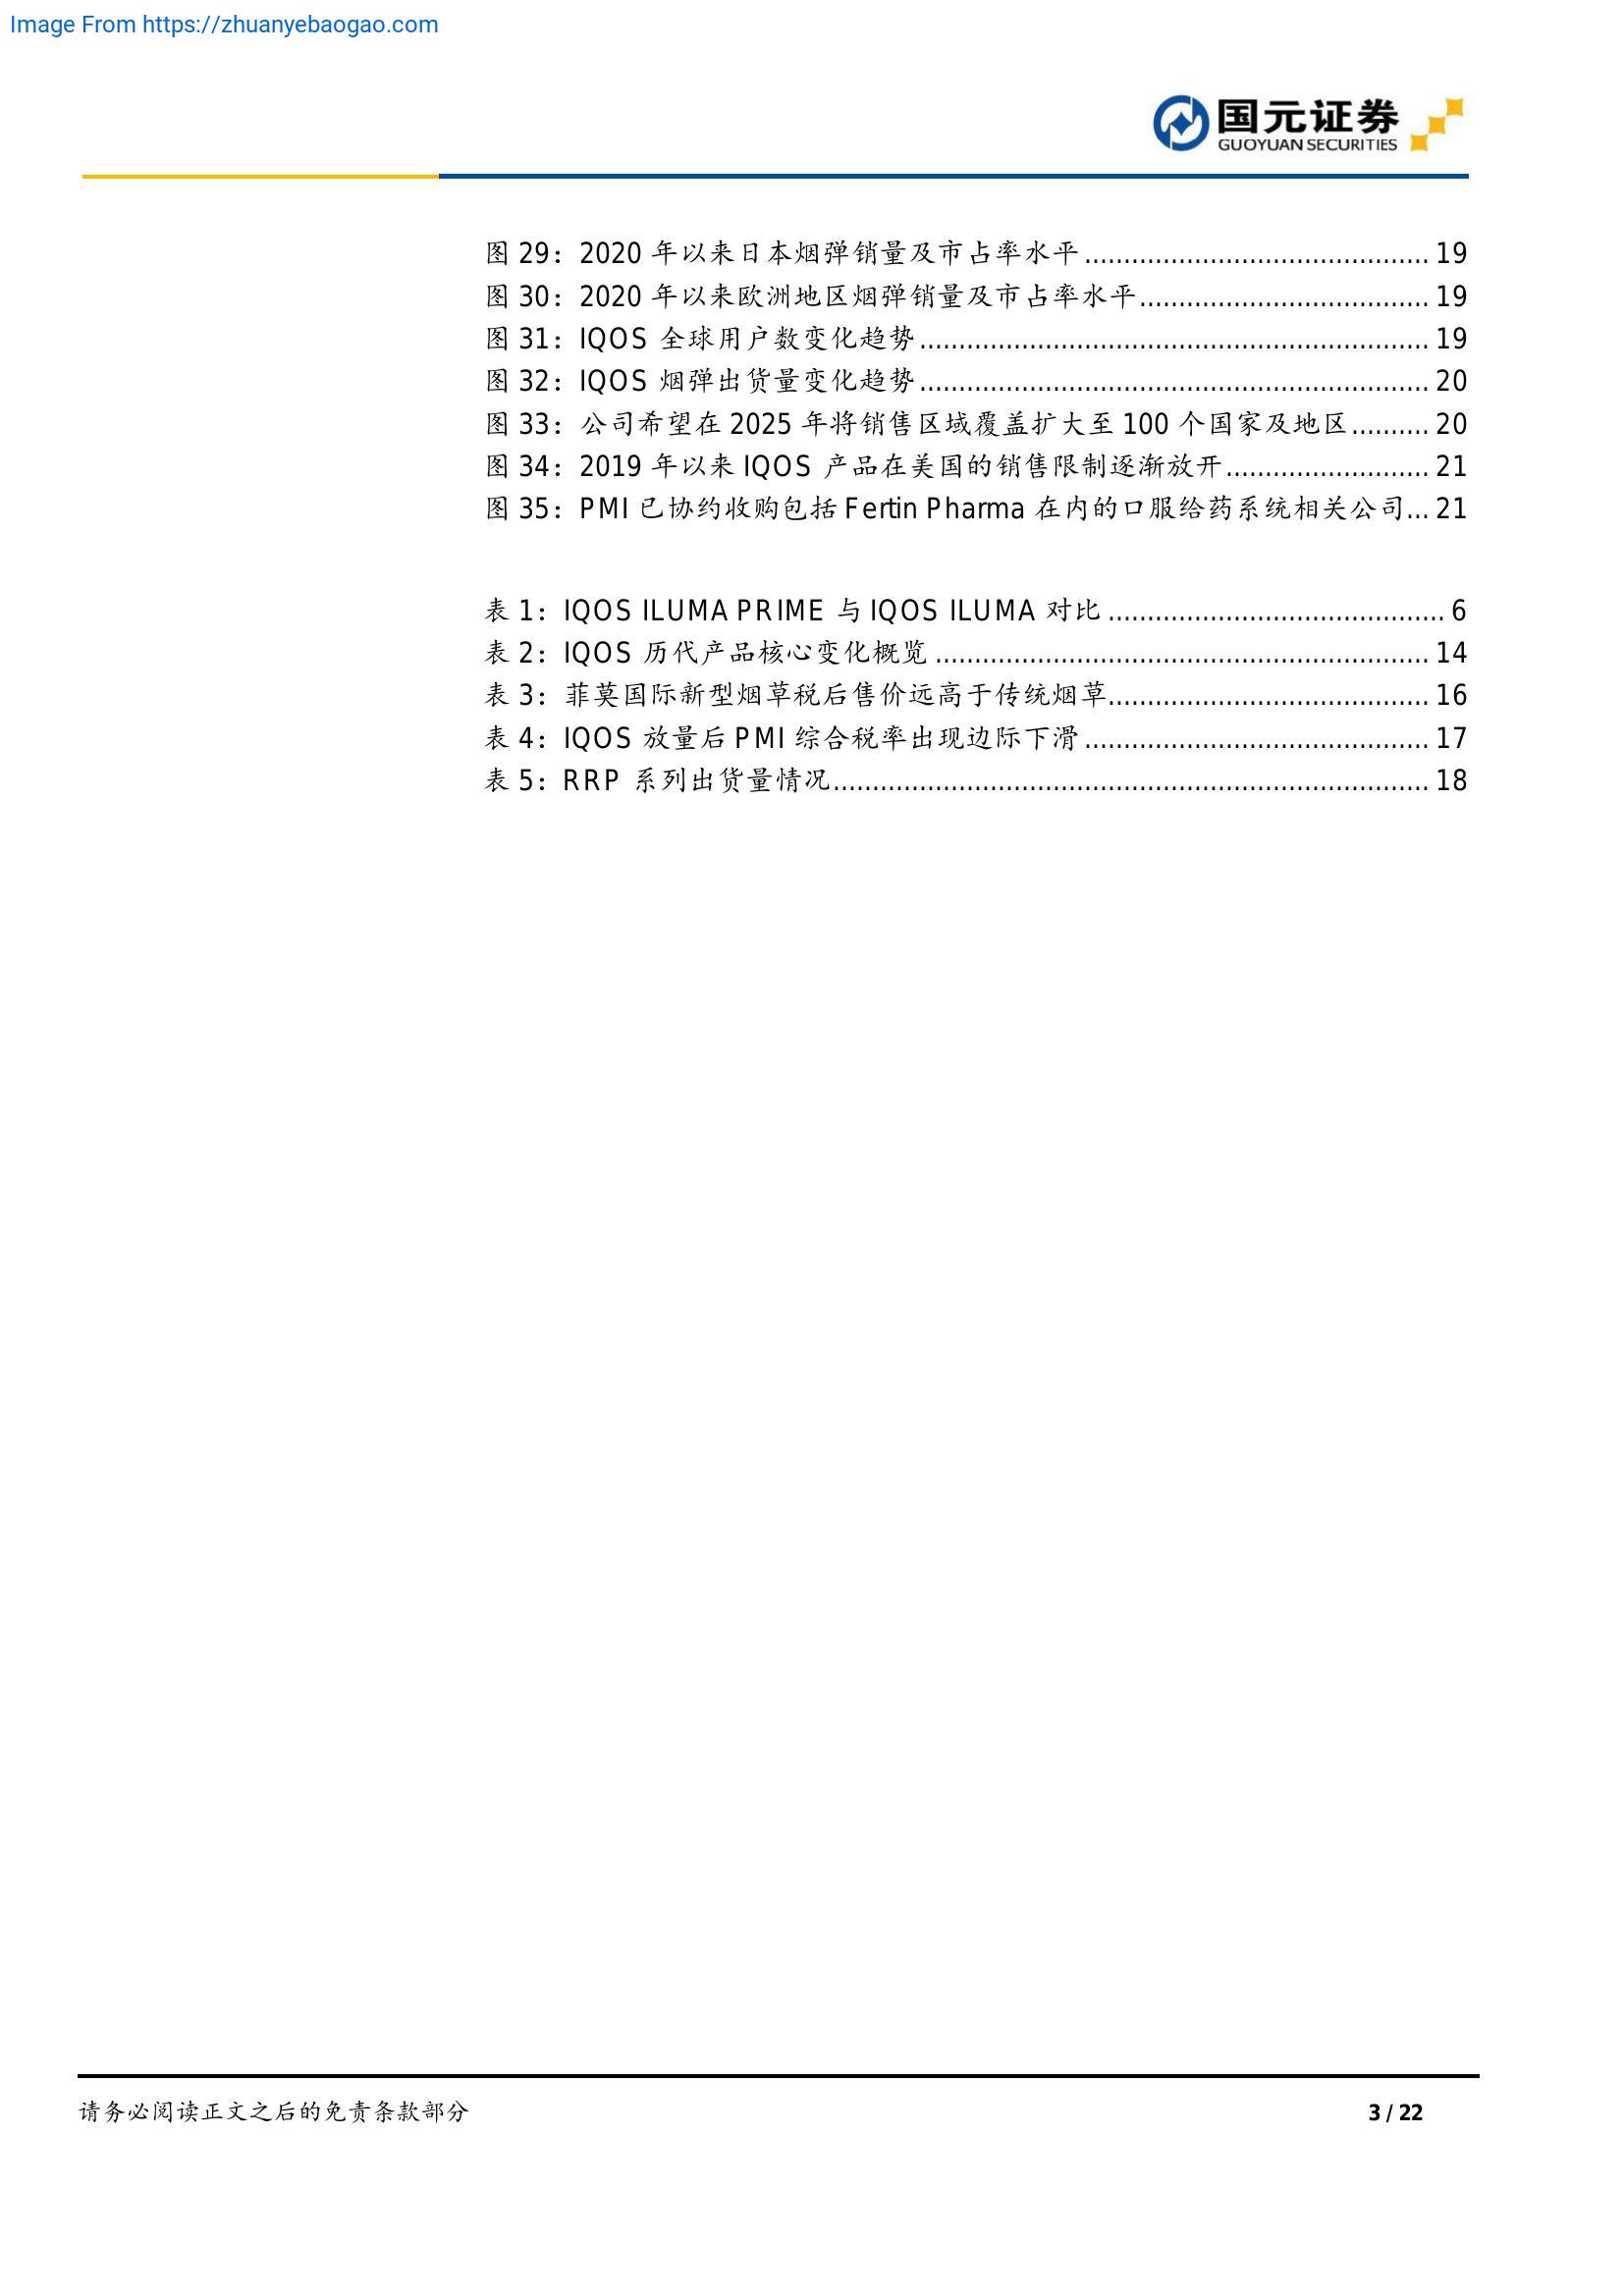 Image From https://zhuanyebaogao.com
国元证券
GUOYUAN SECURITIES
图 29：2020 年以来日本烟弹销量及市占率水平............................................ 19
图 30：2020 年以来欧洲地区烟弹销量及市占率水平..................................... 19
图 31：IQOS 全球用户数变化趋势................................................................. 19
图 32：IQOS 烟弹出货量变化趋势................................................................. 20
图 33：公司希望在 2025 年将销售区域覆盖扩大至 100 个国家及地区.......... 20
图 34：2019 年以来 IQOS 产品在美国的销售限制逐渐放开.......................... 21
图 35：PMI 已协约收购包括 Fertin Pharma 在内的口服给药系统相关公司... 21
表 1：IQOS ILUMA PRIME 与 IQOS ILUMA 对比........................................... 6
表 2：IQOS 历代产品核心变化概览............................................................... 14
表 3：菲莫国际新型烟草税后售价远高于传统烟草......................................... 16
表 4：IQOS 放量后 PMI 综合税率出现边际下滑............................................ 17
表 5：RRP 系列出货量情况............................................................................ 18
请务必阅读正文之后的免责条款部分
3 / 22